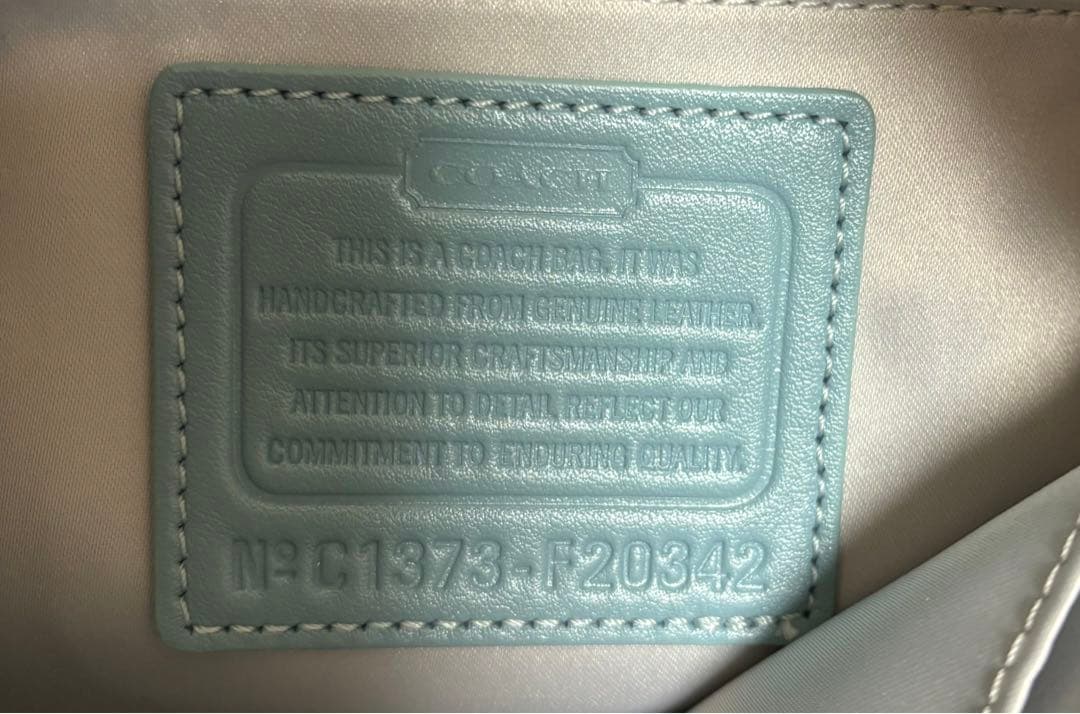 COACH
THIS IS A COACH BAG. IT WAS
HANDCRAFTED FROM GENUINE LEATHER.
ITS SUPERIOR CRAFTSMANSHIP AND
ATTENTION TO DETAIL REFLECT OUR
COMMITMENT TO ENDURING QUALITY.
Nº C1373-F20342